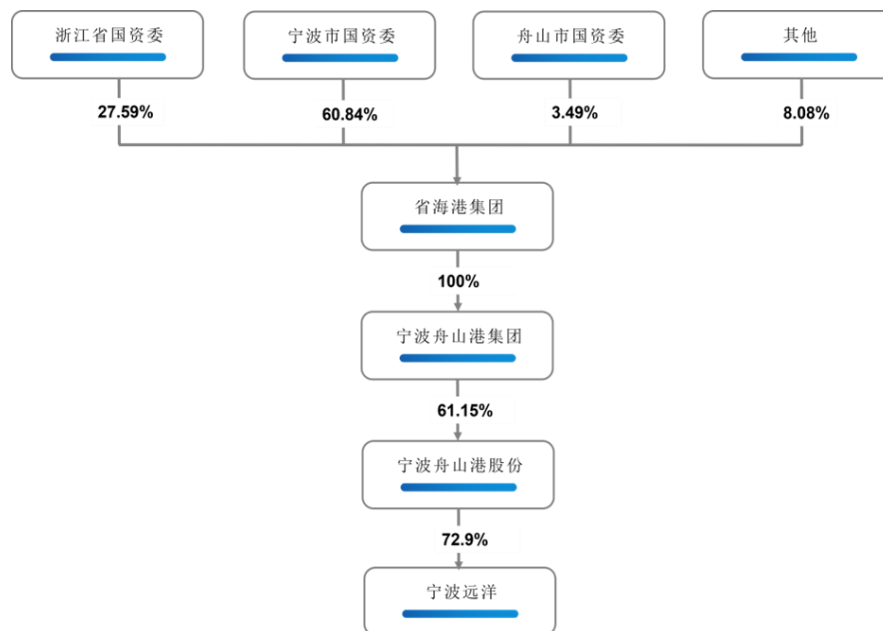 浙江省国资委
宁波市国资委
舟山市国资委
其他
27.59%
60.84%
3.49%
8.08%
省海港集团
100%
宁波舟山港集团
61.15%
宁波舟山港股份
72.9%
宁波远洋